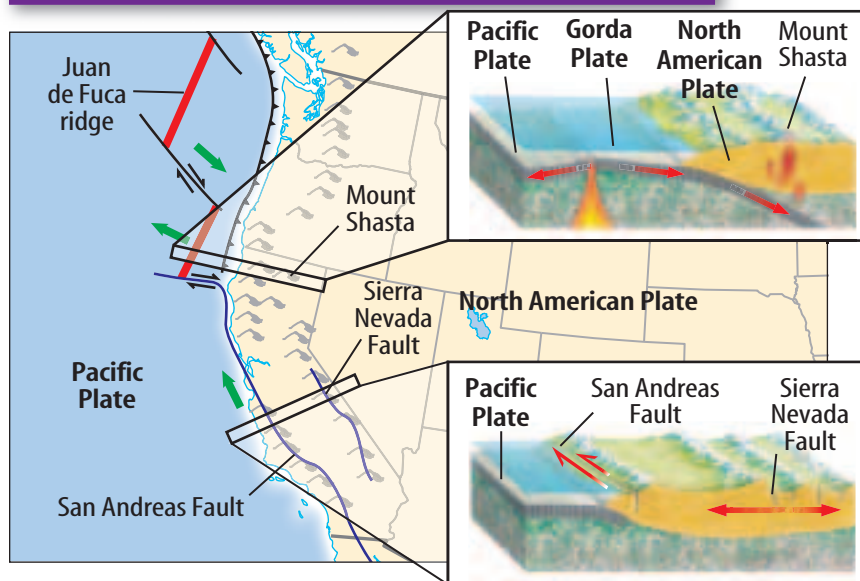 Juan
de Fuca
ridge
Mount
Shasta
Sierra
Nevada
Fault
North American Plate
Pacific
Plate
San Andreas Fault
Pacific
Plate
Gorda
Plate
North
American
Plate
Mount
Shasta
Pacific
Plate
San Andreas
Fault
Sierra
Nevada
Fault